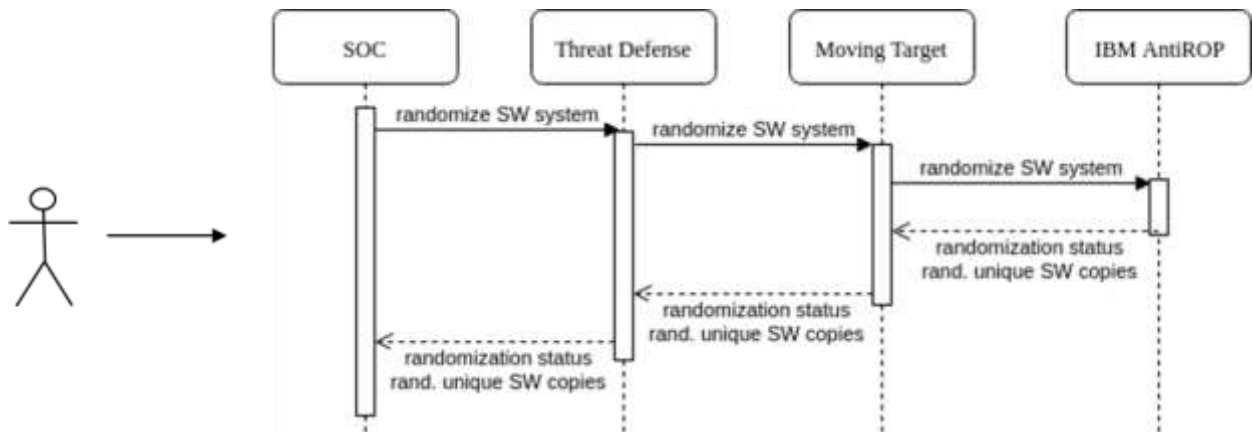 SOC
Threat Defense
Moving Target
IBM AntiROP
randomize SW system
randomize SW system
randomize SW system
randomization status
rand. unique SW copies
randomization status
rand. unique SW copies
randomization status
rand. unique SW copies